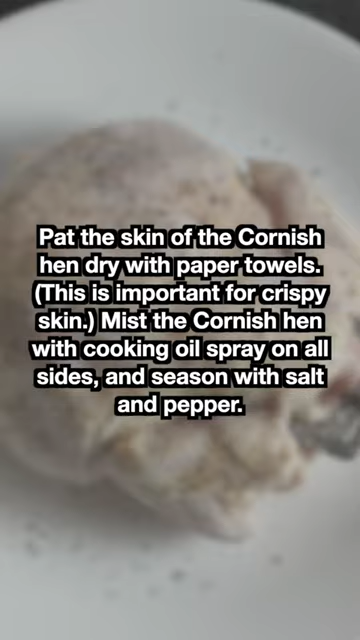 Pat the skin of the Cornish
hen dry with paper towels.
(This is important for crispy
skin.) Mist the Cornish hen
with cooking oil spray on all
sides, and season with salt
and pepper.